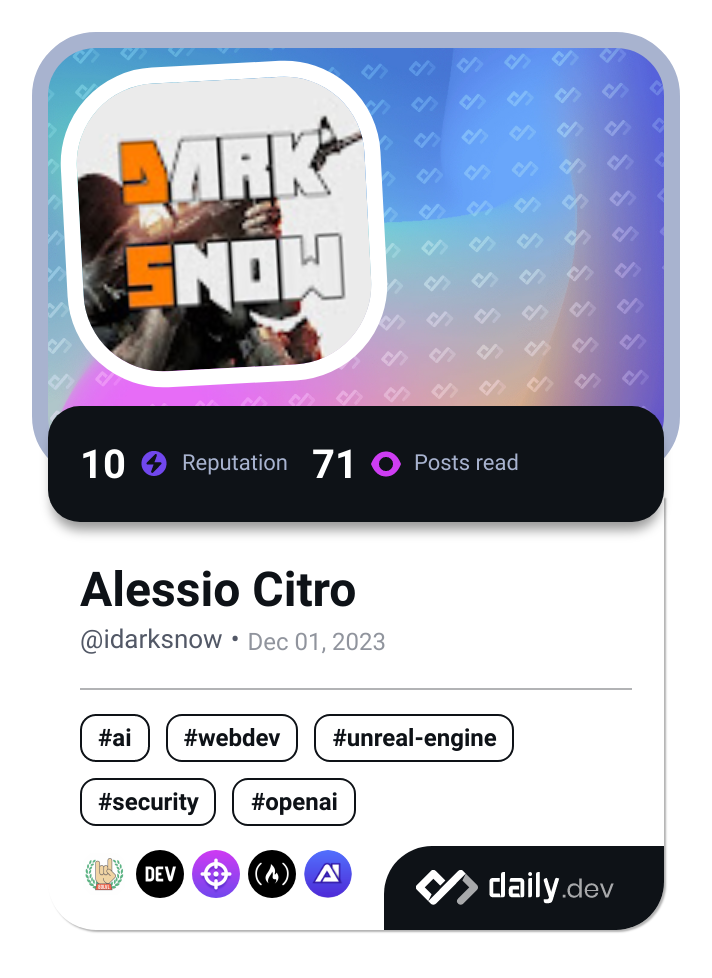 DARK
SNOW
10 Reputation 71 Posts read
Alessio Citro
@idarksnow • Dec 01, 2023
#ai #webdev #unreal-engine
#security #openai
DEV
daily.dev